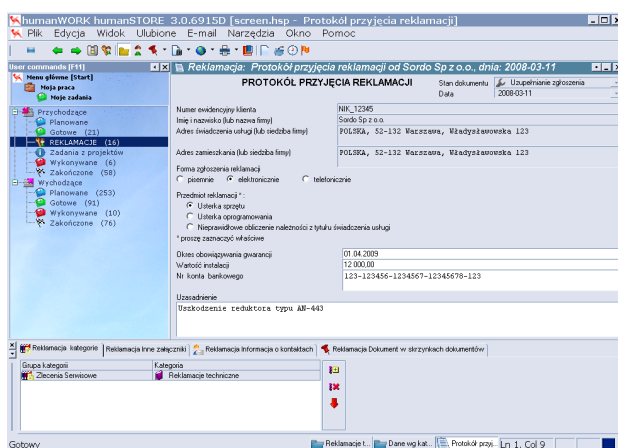 humanWORK humanSTORE 3.0.6915D [screen.hsp - Protokół przyjęcia reklamacji]
Plik Edycja Widok Ulubione E-mail Narzędzia Okno Pomoc
User commands [F11]
Menu główne [Start]
Moja praca
Moje zadania
Przychodzące
Planowane
Gotowe (21)
REKLAMACJE (16)
Zadania z projektów
Wykonywane (6)
Zakończone (58)
Wychodzące
Planowane (253)
Gotowe (91)
Wykonywane (10)
Zakończone (76)
Reklamacja: Protokół przyjęcia reklamacji od Sordo Sp z o.o., dnia: 2008-03-11
PROTOKÓŁ PRZYJĘCIA REKLAMACJI
Stan dokumentu Uzupełnianie zgłoszenia
Data 2008-03-11
Numer ewidencyjny klienta NIK_12345
Imię i nazwisko (lub nazwa firmy) Sordo Sp z o.o.
Adres świadczenia usługi (lub siedziba firmy) POLSKA, 52-132 Warszawa, Władysławowska 123
Adres zamieszkania (lub siedziba firmy) POLSKA, 52-132 Warszawa, Władysławowska 123
Forma zgłoszenia reklamacji
pisemnie elektronicznie telefonicznie
Przedmiot reklamacji * :
Usterka sprzętu
Usterka oprogramowania
Nieprawidłowe obliczenie należności z tytułu świadczenia usługi
* proszę zaznaczyć właściwe
Okres obowiązywania gwarancji 01.04.2009
Wartość instalacji 12 000,00
Nr konta bankowego 123-123456-1234567-12345678-123
Uzasadnienie
Uszkodzenie reduktora typu AN-443
Reklamacja kategorie Reklamacja Inne załączniki Reklamacja Informacja o kontaktach Reklamacja Dokument w skrzynkach dokumentów
Grupa kategorii Kategoria
Zlecenia Serwisowe Reklamacje techniczne
Gotowy Reklamacje t... Dane wg kat... Protokół przyj... Ln 1, Col 9